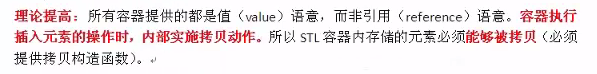 理论提高：所有容器提供的都是值（value）语意，而非引用（reference）语意。容器执行
插入元素的操作时，内部实施拷贝动作。所以 STL 容器内存储的元素必须能够被拷贝（必须
提供拷贝构造函数）。